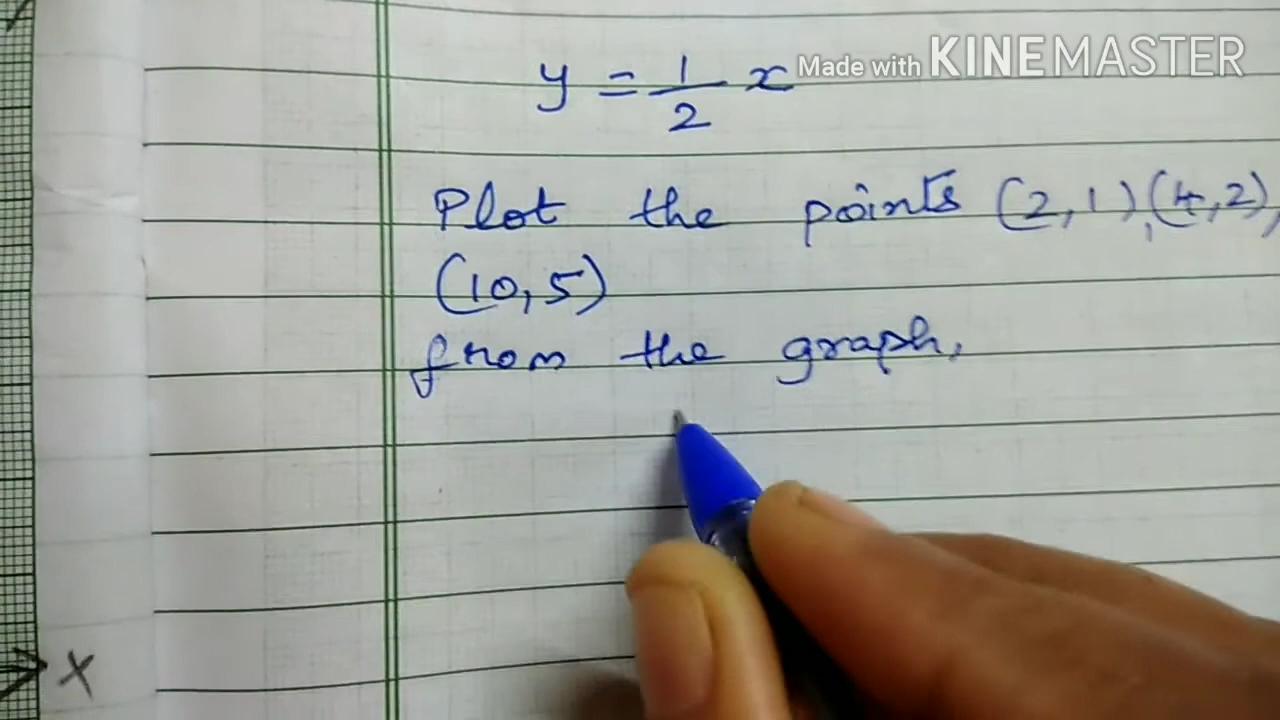 Made with KINEMASTER
y = 1/2 x
Plot the points (2,1), (4,2),
(10,5)
from the graph,
X